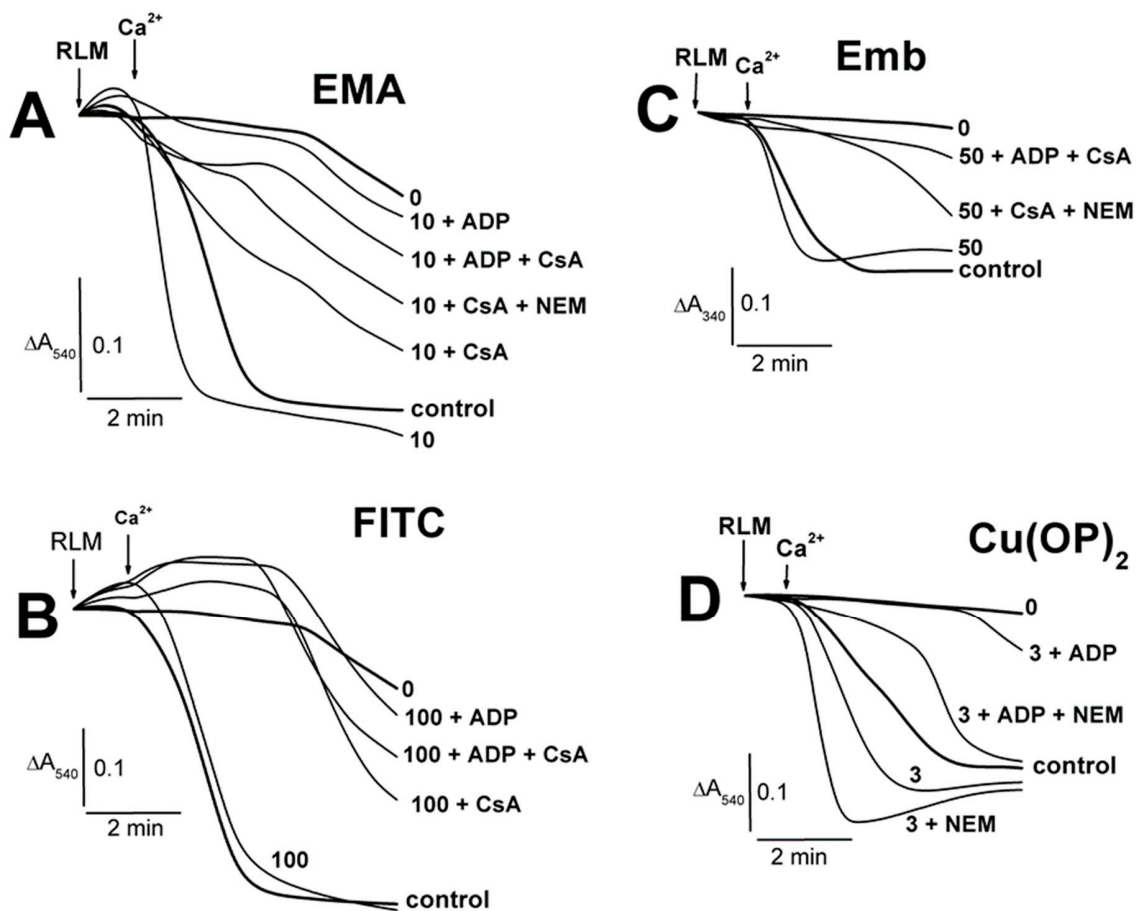 A
RLM
Ca²⁺
EMA
0
10 + ADP
10 + ADP + CsA
10 + CsA + NEM
10 + CsA
control
10
ΔA₅₄₀
0.1
2 min
C
RLM
Ca²⁺
Emb
0
50 + ADP + CsA
50 + CsA + NEM
50
control
ΔA₃₄₀
0.1
2 min
B
RLM
Ca²⁺
FITC
0
100 + ADP
100 + ADP + CsA
100 + CsA
100
control
ΔA₅₄₀
0.1
2 min
D
RLM
Ca²⁺
Cu(OP)₂
0
3 + ADP
3 + ADP + NEM
control
3
3 + NEM
ΔA₅₄₀
0.1
2 min